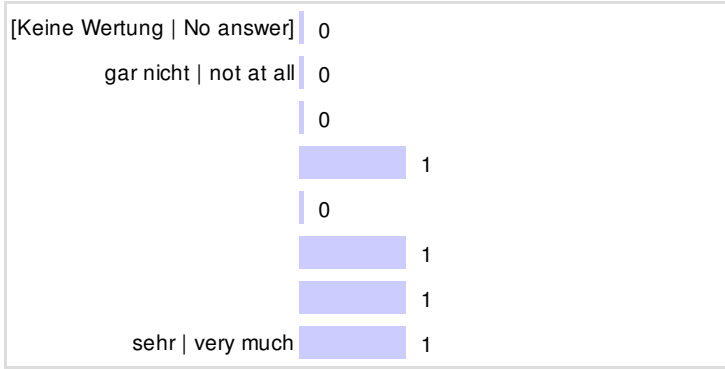 [Keine Wertung | No answer] 0
gar nicht | not at all 0
0
1
0
1
1
sehr | very much 1